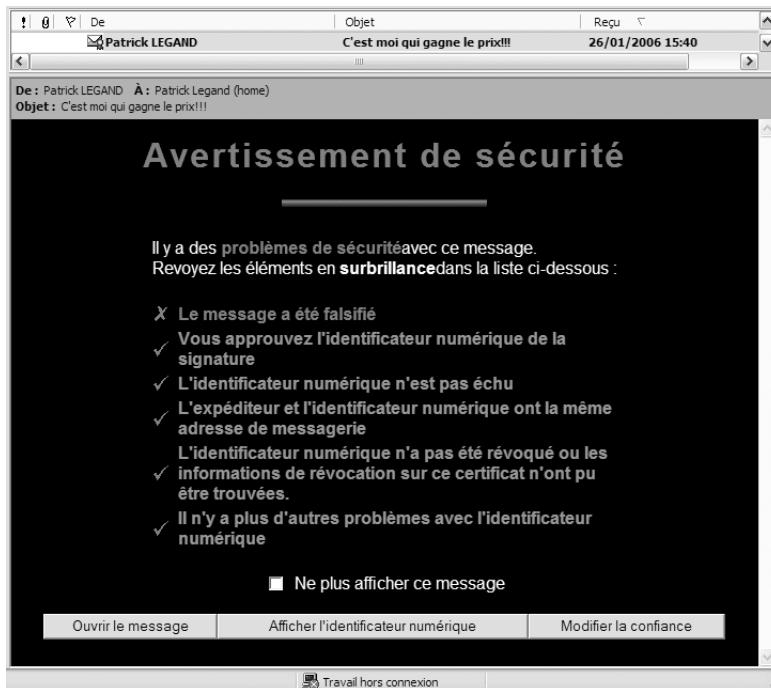 ! De Objet Reçu
Patrick LEGAND C'est moi qui gagne le prix!!! 26/01/2006 15:40
De : Patrick LEGAND À : Patrick Legand (home)
Objet : C'est moi qui gagne le prix!!!
Avertissement de sécurité
Il y a des problèmes de sécuritéavec ce message.
Revoyez les éléments en surbrillancedans la liste ci-dessous :
Le message a été falsifié
Vous approuvez l'identificateur numérique de la
signature
L'identificateur numérique n'est pas échu
L'expéditeur et l'identificateur numérique ont la même
adresse de messagerie
L'identificateur numérique n'a pas été révoqué ou les
informations de révocation sur ce certificat n'ont pu
être trouvées.
Il n'y a plus d'autres problèmes avec l'identificateur
numérique
Ne plus afficher ce message
Ouvrir le message Afficher l'identificateur numérique Modifier la confiance
Travail hors connexion